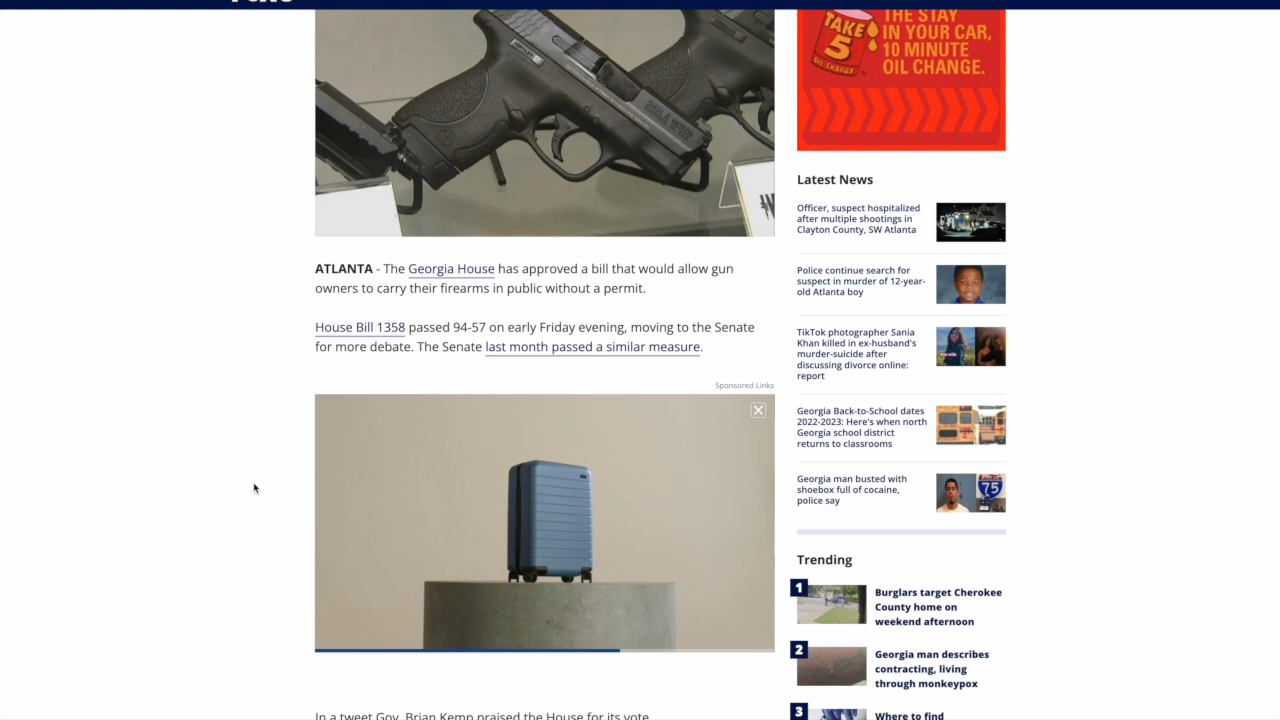 THE STAY
IN YOUR CAR,
10 MINUTE
OIL CHANGE.
TAKE
5
OIL CHANGE
Latest News
Officer, suspect hospitalized
after multiple shootings in
Clayton County, SW Atlanta
Police continue search for
suspect in murder of 12-year-
old Atlanta boy
TikTok photographer Sania
Khan killed in ex-husband's
murder-suicide after
discussing divorce online:
report
Georgia Back-to-School dates
2022-2023: Here's when north
Georgia school district
returns to classrooms
Georgia man busted with
shoebox full of cocaine,
police say
75
Trending
1
Burglars target Cherokee
County home on
weekend afternoon
2
Georgia man describes
contracting, living
through monkeypox
3
Where to find
ATLANTA - The Georgia House has approved a bill that would allow gun
owners to carry their firearms in public without a permit.
House Bill 1358 passed 94-57 on early Friday evening, moving to the Senate
for more debate. The Senate last month passed a similar measure.
Sponsored Links
In a tweet Gov. Brian Kemp praised the House for its vote